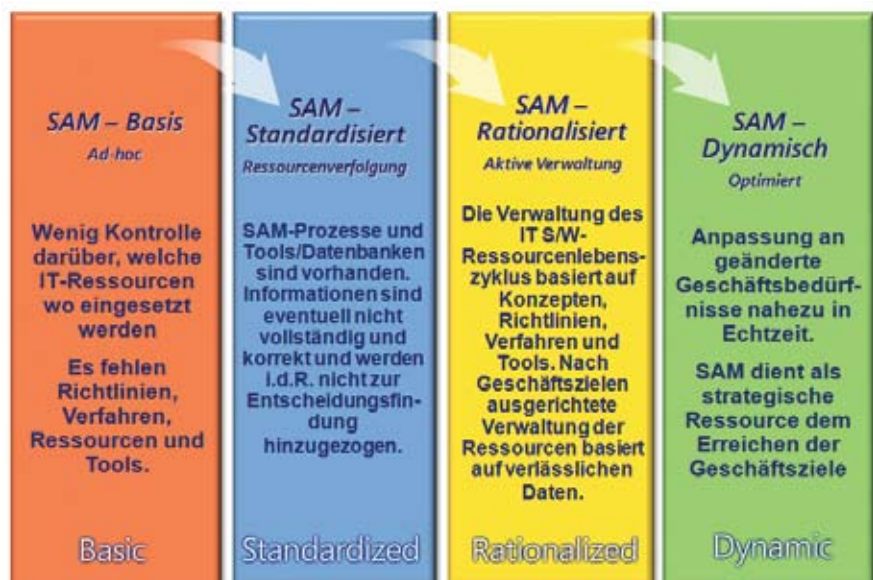 SAM – Basis
Ad-hoc
Wenig Kontrolle
darüber, welche
IT-Ressourcen
wo eingesetzt
werden
Es fehlen
Richtlinien,
Verfahren,
Ressourcen und
Tools.
Basic
SAM –
Standardisiert
Ressourcenverfolgung
SAM-Prozesse und
Tools/Datenbanken
sind vorhanden.
Informationen sind
eventuell nicht
vollständig und
korrekt und werden
i.d.R. nicht zur
Entscheidungsfin-
dung
hinzugezogen.
Standardized
SAM –
Rationalisiert
Aktive Verwaltung
Die Verwaltung des
IT S/W-
Ressourcenlebens-
zyklus basiert auf
Konzepten,
Richtlinien,
Verfahren und
Tools. Nach
Geschäftszielen
ausgerichtete
Verwaltung der
Ressourcen basiert
auf verlässlichen
Daten.
Rationalized
SAM –
Dynamisch
Optimiert
Anpassung an
geänderte
Geschäftsbedürf-
nisse nahezu in
Echtzeit.
SAM dient als
strategische
Ressource dem
Erreichen der
Geschäftsziele
Dynamic